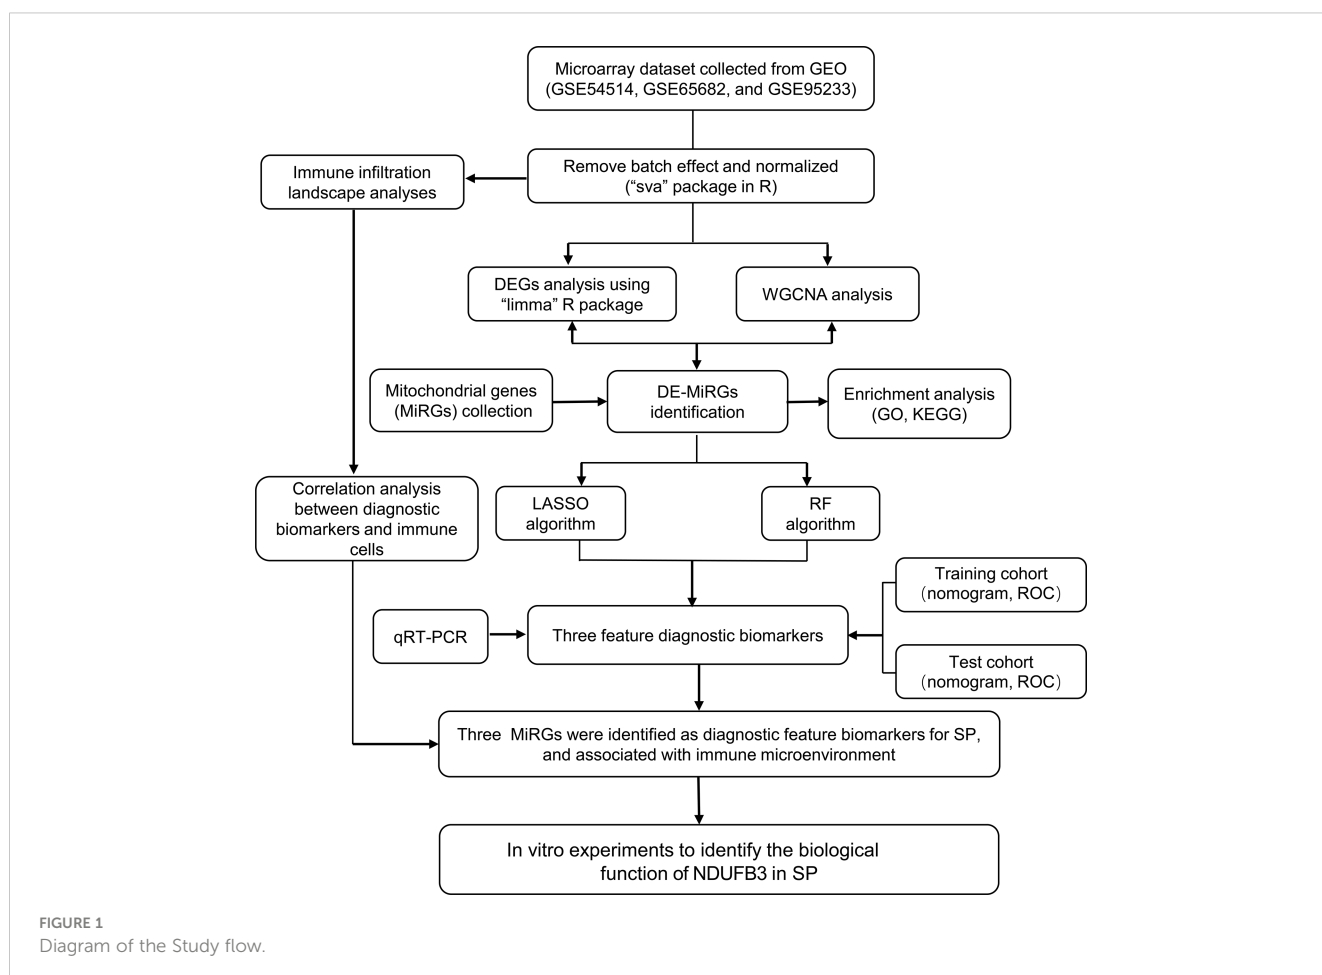 Microarray dataset collected from GEO
(GSE54514, GSE65682, and GSE95233)
Immune infiltration
landscape analyses
Remove batch effect and normalized
(“sva” package in R)
DEGs analysis using
“limma” R package
WGCNA analysis
Mitochondrial genes
(MiRGs) collection
DE-MiRGs
identification
Enrichment analysis
(GO, KEGG)
Correlation analysis
between diagnostic
biomarkers and immune
cells
LASSO
algorithm
RF
algorithm
Training cohort
(nomogram, ROC)
qRT-PCR
Three feature diagnostic biomarkers
Test cohort
(nomogram, ROC)
Three MiRGs were identified as diagnostic feature biomarkers for SP,
and associated with immune microenvironment
In vitro experiments to identify the biological
function of NDUFB3 in SP
FIGURE 1
Diagram of the Study flow.